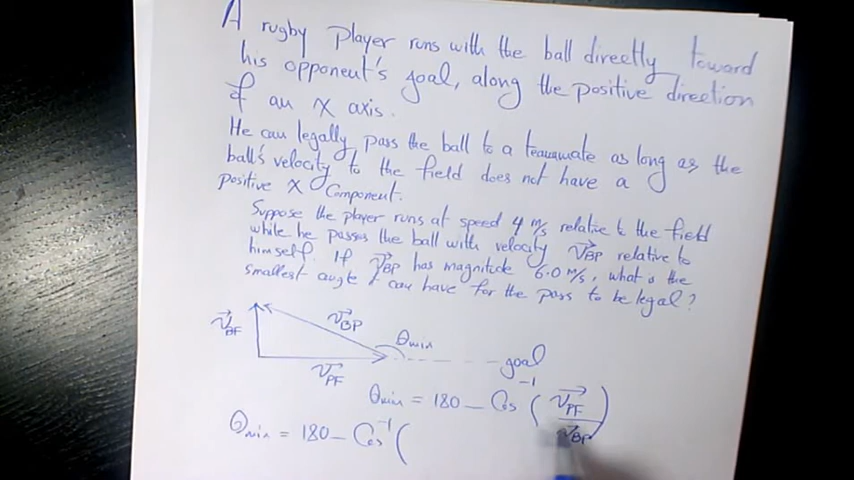 A rugby player runs with the ball directly toward
his opponent's goal, along the positive direction
of an X axis.
He can legally pass the ball to a teammate as long as the
ball's velocity to the field does not have a
positive X Component.
Suppose the player runs at speed 4 m/s relative to the field
while he passes the ball with velocity V⃗BP relative to
himself. If V⃗BP has magnitude 6.0 m/s, what is the
smallest angle it can have for the pass to be legal?
V⃗BF
V⃗BP
θmin
goal
V⃗PF
θmin = 180 - Cos⁻¹ (V⃗PF / V⃗BP)
θmin = 180 - Cos⁻¹ (